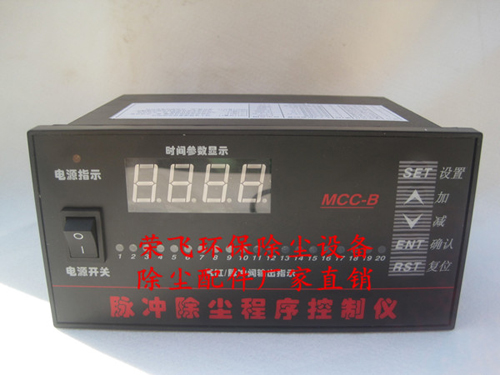 时间参数显示
电源指示
MCC-B
SET 设置
加
减
ENT 确认
RST 复位
电源开关
1 2 3 4 5 6 7 8 9 10 11 12 13 14 15 16 17 18 19 20
荣飞环保除尘设备
除尘配件厂家直销
脉冲除尘程序控制仪